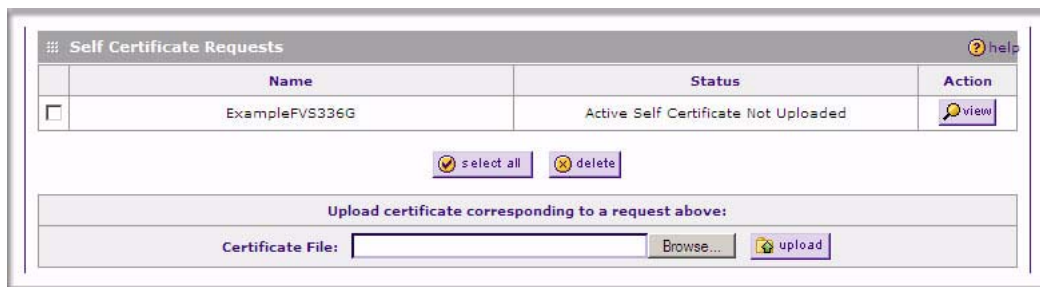 Self Certificate Requests help
Name Status Action
ExampleFVS336G Active Self Certificate Not Uploaded view
select all delete
Upload certificate corresponding to a request above:
Certificate File: Browse... upload